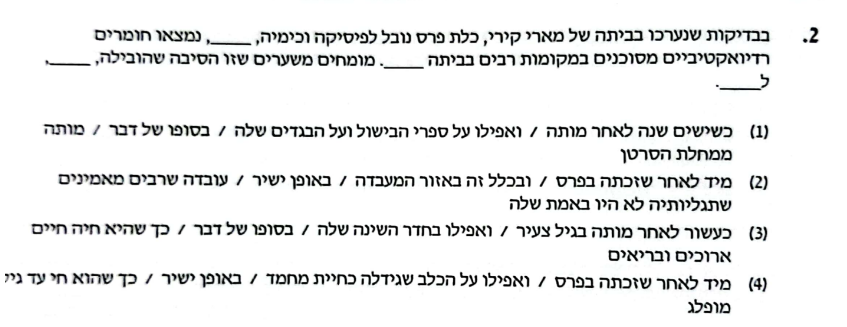 2. בבדיקות שנערכו בביתה של מארי קירי, כלת פרס נובל לפיסיקה וכימיה, _____, נמצאו חומרים
רדיואקטיביים מסוכנים במקומות רבים בביתה _____. מומחים משערים שזו הסיבה שהובילה, _____,
ל_____.
(1) כשישים שנה לאחר מותה / ואפילו על ספרי הבישול ועל הבגדים שלה / בסופו של דבר / מותה
ממחלת הסרטן
(2) מיד לאחר שזכתה בפרס / ובכלל זה באזור המעבדה / באופן ישיר / עובדה שרבים מאמינים
שתגליותיה לא היו באמת שלה
(3) כעשור לאחר מותה בגיל צעיר / ואפילו בחדר השינה שלה / בסופו של דבר / כך שהיא חיה חיים
ארוכים ובריאים
(4) מיד לאחר שזכתה בפרס / ואפילו על הכלב שגידלה כחיית מחמד / באופן ישיר / כך שהוא חי עד
מופלג